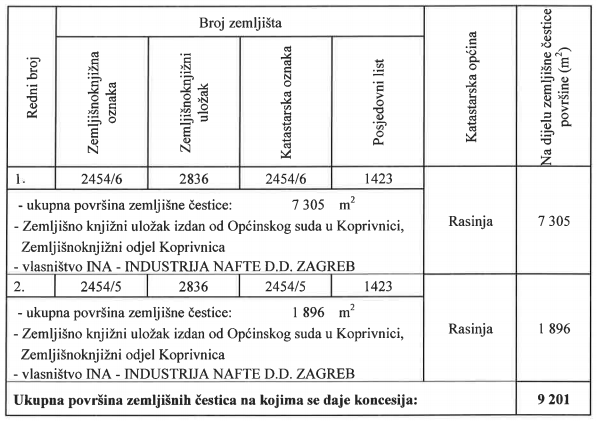 Redni broj
Broj zemljišta
Zemljišnoknjižna
oznaka
Zemljišnoknjižni
uložak
Katastarska oznaka
Posjedovni list
Katastarska općina
Na dijelu zemljišne čestice
površine (m²)
1. 2454/6 2836 2454/6 1423
- ukupna površina zemljišne čestice: 7 305 m²
- Zemljišno knjižni uložak izdan od Općinskog suda u Koprivnici,
Zemljišnoknjižni odjel Koprivnica
- vlasništvo INA - INDUSTRIJA NAFTE D.D. ZAGREB
Rasinja
7 305
2. 2454/5 2836 2454/5 1423
- ukupna površina zemljišne čestice: 1 896 m²
- Zemljišno knjižni uložak izdan od Općinskog suda u Koprivnici,
Zemljišnoknjižni odjel Koprivnica
- vlasništvo INA - INDUSTRIJA NAFTE D.D. ZAGREB
Rasinja
1 896
Ukupna površina zemljišnih čestica na kojima se daje koncesija: 9 201